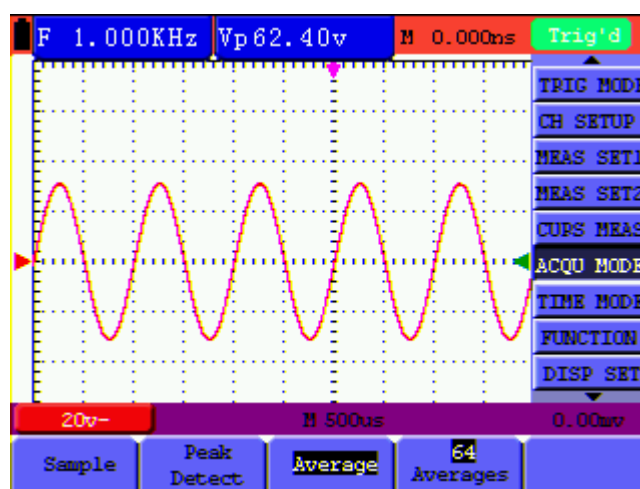 F 1.000KHz Vp62.40v M 0.000ns Trig'd
TRIG MODE
CH SETUP
MEAS SET1
MEAS SET2
CURS MEAS
ACQU MODE
TIME MODE
FUNCTION
DISP SET
20v- M 500us 0.00mv
Sample
Peak
Detect
Average
64
Averages